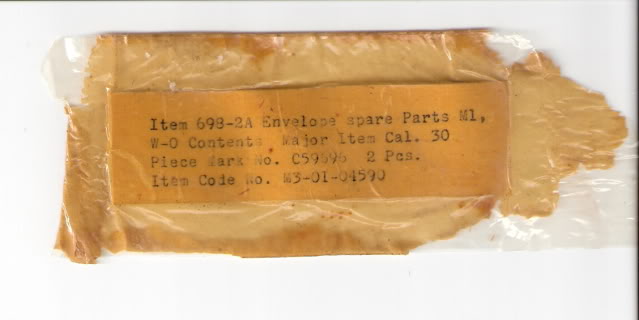 Item 698-2A Envelope spare Parts M1,
W-O Contents Major Item Cal. 30
Piece Mark No. C59696 2 Pcs.
Item Code No. M3-01-04590